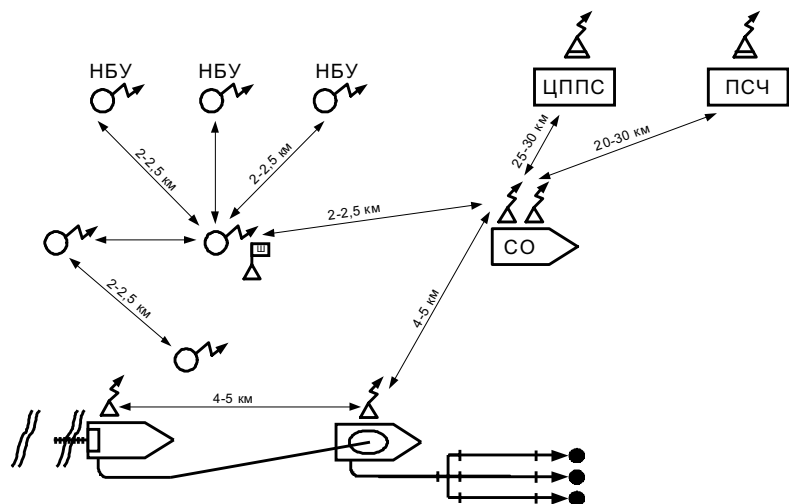 НБУ
НБУ
НБУ
ЦППС
ПСЧ
25-30 км
20-30 км
2-2,5 км
2-2,5 км
2-2,5 км
СО
Ш
2-2,5 км
4-5 км
4-5 км